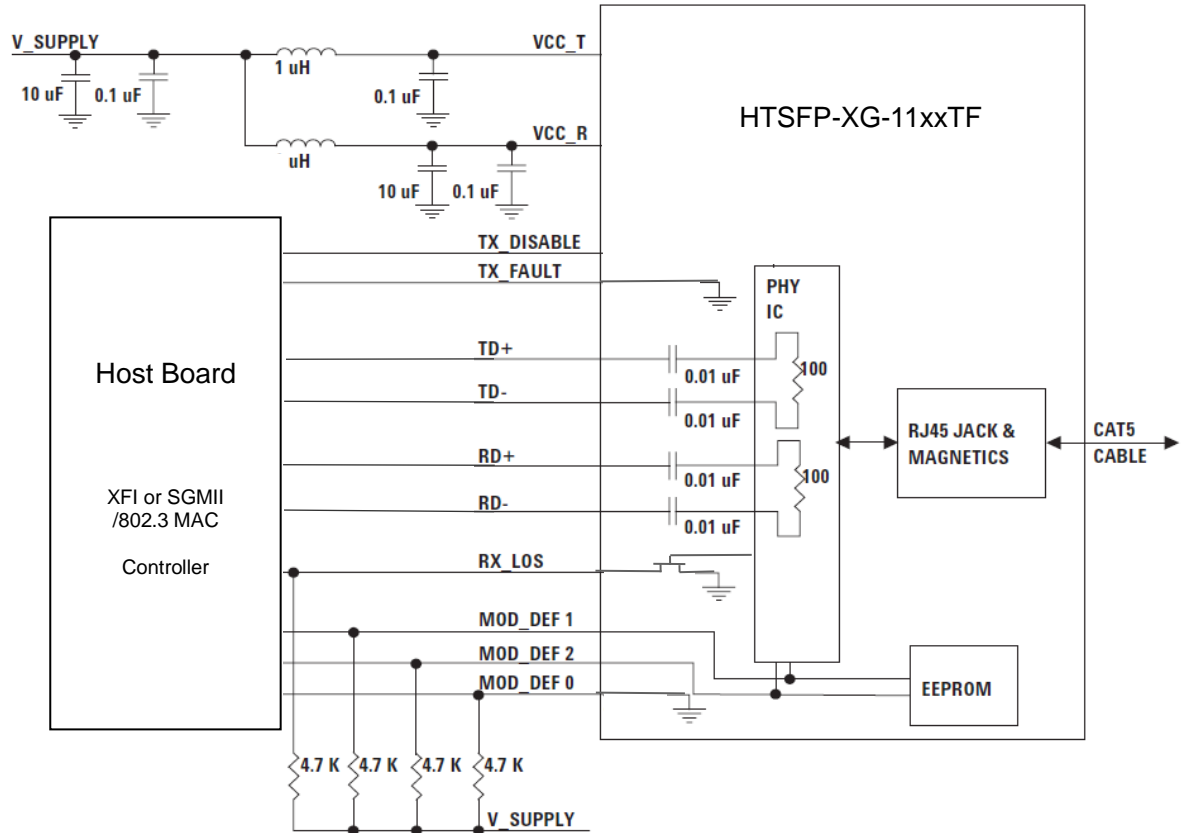 V_SUPPLY
1 uH
VCC_T
10 uF
0.1 uF
0.1 uF
HTSFP-XG-11xxTF
uH
VCC_R
10 uF
0.1 uF
TX_DISABLE
TX_FAULT
PHY
IC
Host Board
TD+
0.01 uF
100
TD-
0.01 uF
RJ45 JACK &
MAGNETICS
CAT5
CABLE
RD+
0.01 uF
100
XFI or SGMII
/802.3 MAC
Controller
RD-
0.01 uF
RX_LOS
MOD_DEF 1
MOD_DEF 2
MOD_DEF 0
EEPROM
4.7 K
4.7 K
4.7 K
4.7 K
V_SUPPLY